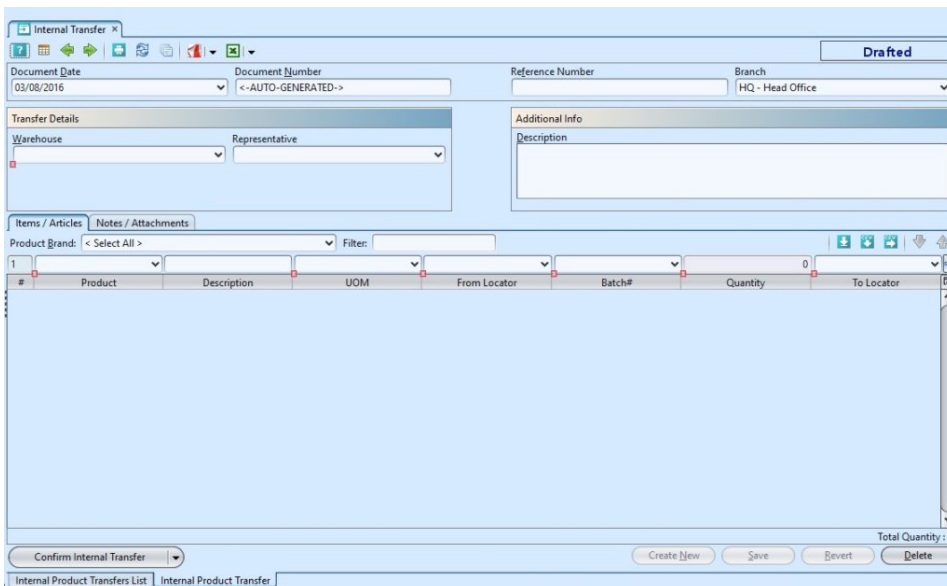 Internal Transfer
Drafted
Document Date Document Number Reference Number Branch
03/08/2016 <-AUTO-GENERATED-> HQ - Head Office
Transfer Details Additional Info
Warehouse Representative Description
Items / Articles Notes / Attachments
Product Brand: < Select All > Filter:
1 0
# Product Description UOM From Locator Batch# Quantity To Locator
Total Quantity :
Confirm Internal Transfer Create New Save Revert Delete
Internal Product Transfers List Internal Product Transfer